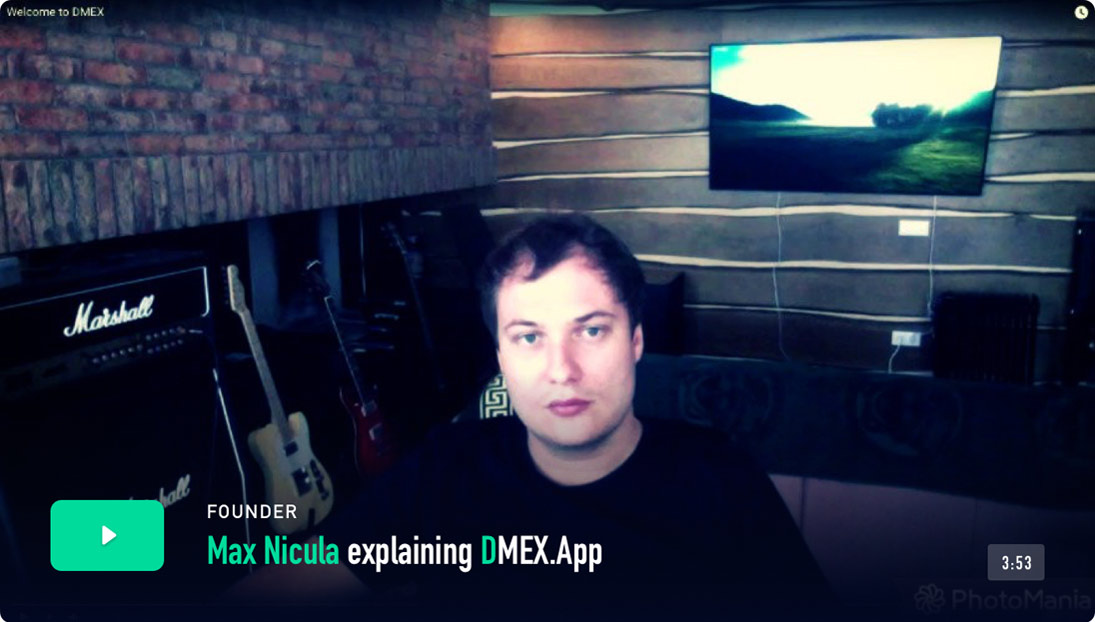 Welcome to DMEX
Marshall
Marshall
FOUNDER
Max Nicula explaining DMEX.App
3:53
PhotoMania